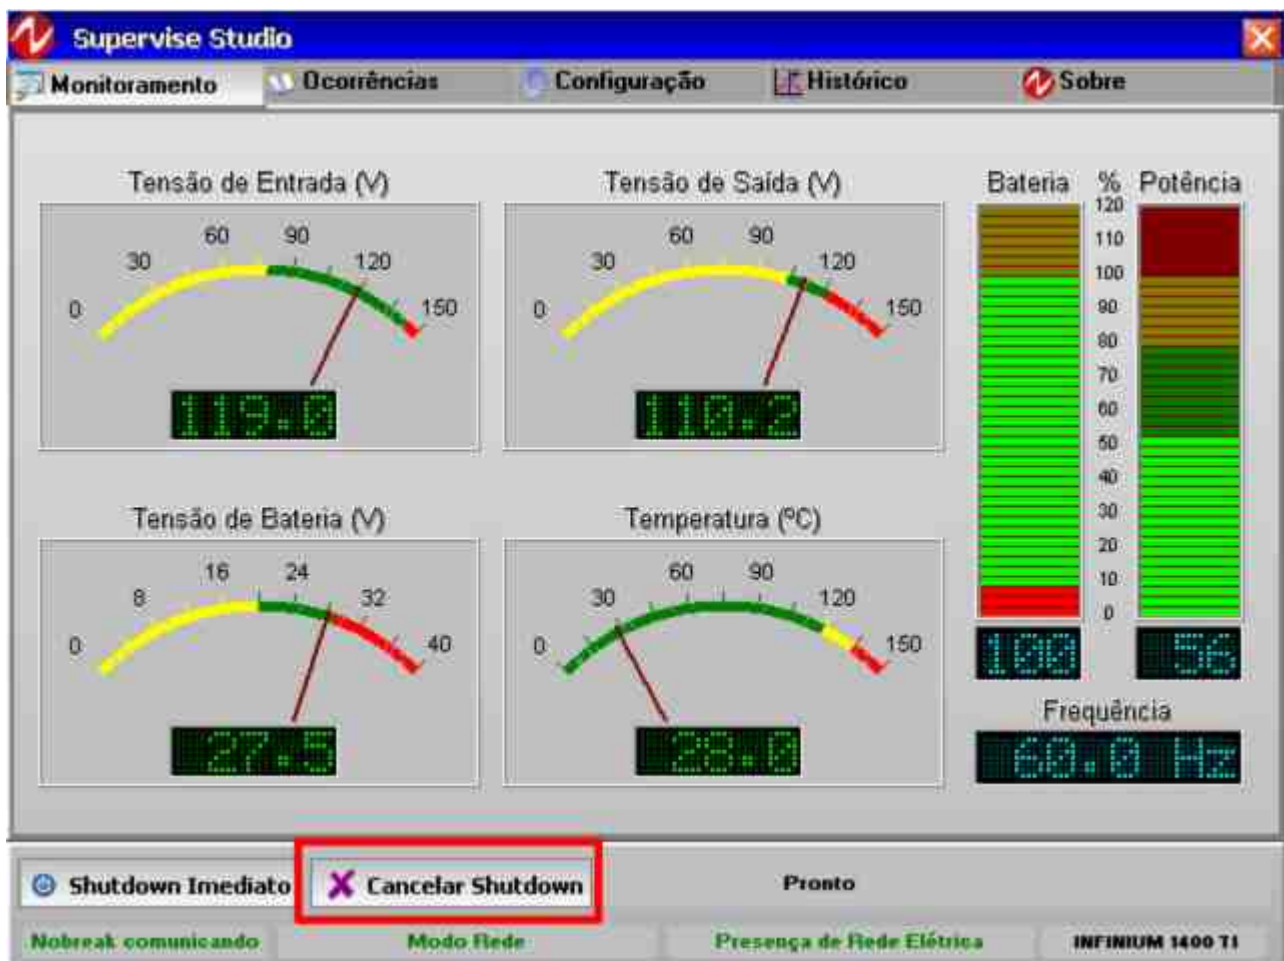 Supervise Studio
Monitoramento
Ocorrências
Configuração
Histórico
Sobre
Tensão de Entrada (V)
0
30
60
90
120
150
119.0
Tensão de Saída (V)
0
30
60
90
120
150
110.2
Bateria % Potência
120
110
100
90
80
70
60
50
40
30
20
10
0
100
56
Tensão de Bateria (V)
0
8
16
24
32
40
27.5
Temperatura (ºC)
0
30
60
90
120
150
28.0
Frequência
60.0 Hz
Shutdown Imediato
Cancelar Shutdown
Pronto
Nobreak comunicando
Modo Rede
Presença de Rede Elétrica
INFINIUM 1400 TI